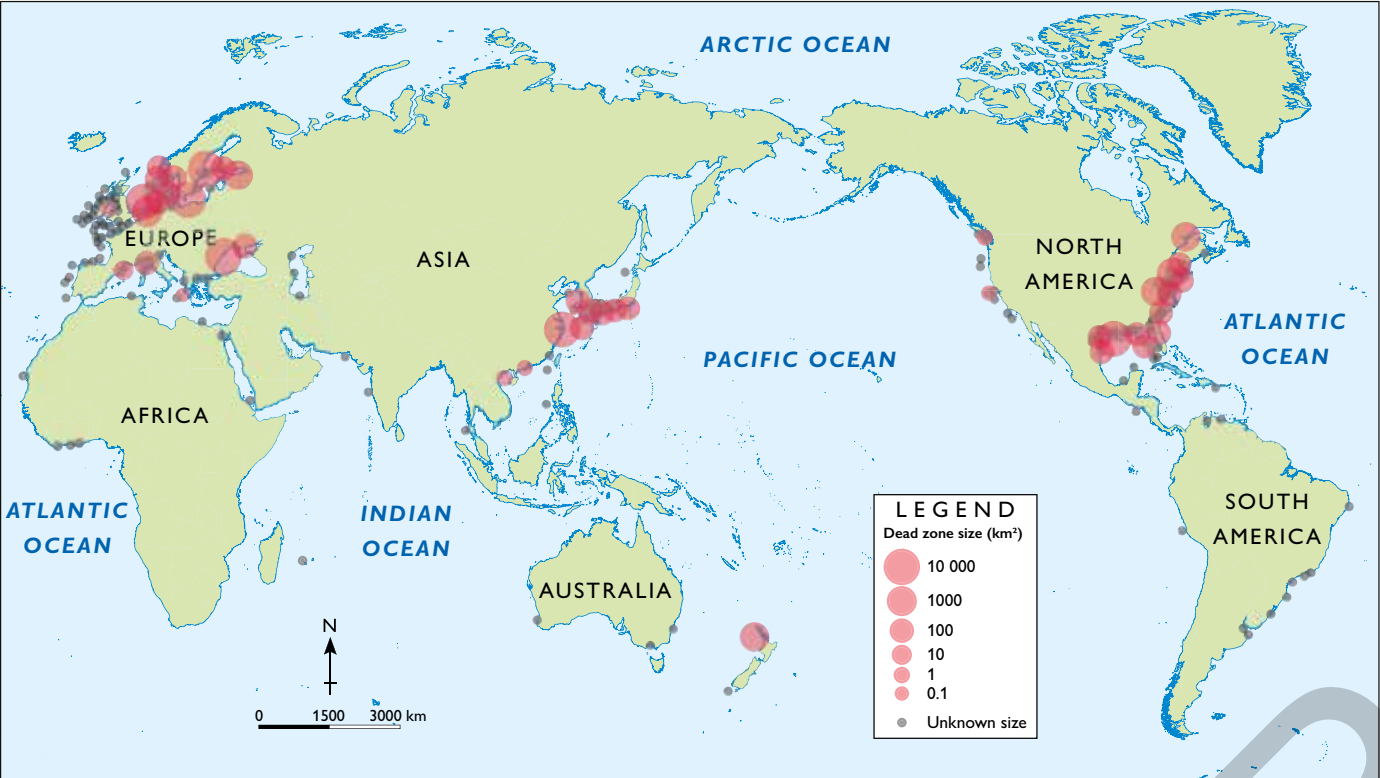 ARCTIC OCEAN
EUROPE
ASIA
NORTH
AMERICA
ATLANTIC
OCEAN
PACIFIC OCEAN
AFRICA
ATLANTIC
OCEAN
INDIAN
OCEAN
AUSTRALIA
SOUTH
AMERICA
LEGEND
Dead zone size (km²)
10 000
1000
100
10
1
0.1
Unknown size
N
0 1500 3000 km